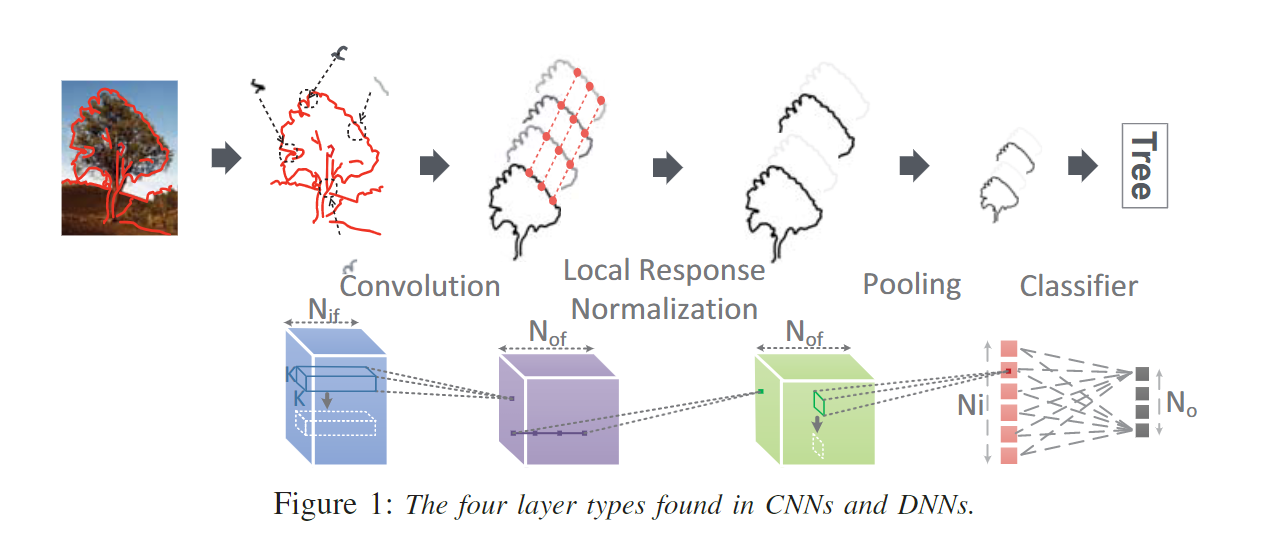 Tree
Convolution
Local Response
Normalization
Pooling
Classifier
Nif
K
K
Nof
Nof
Ni
No
Figure 1: The four layer types found in CNNs and DNNs.